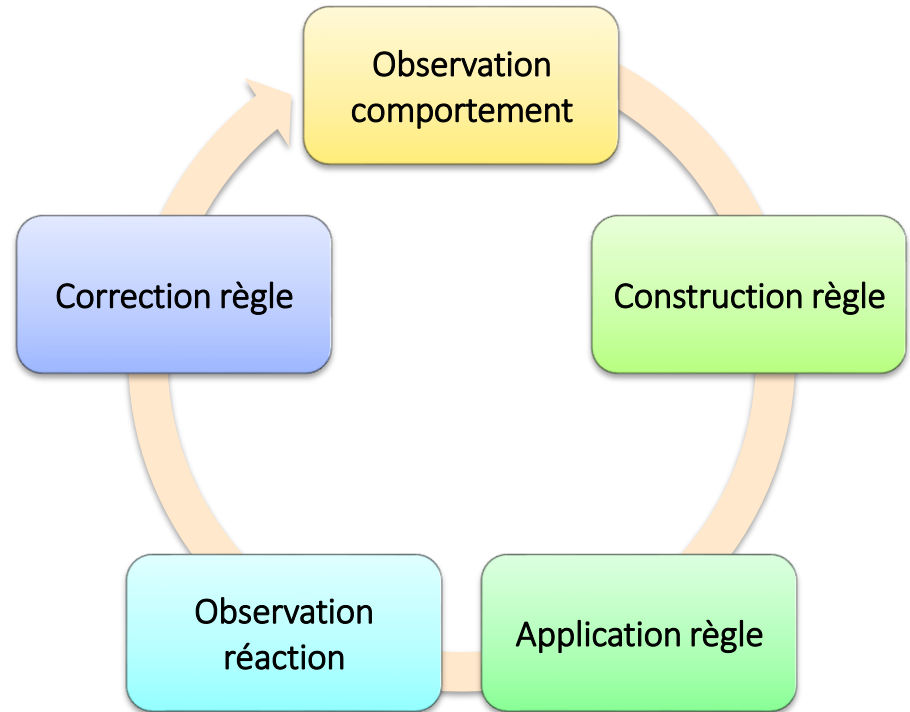 Observation
comportement
Construction règle
Application règle
Observation
réaction
Correction règle